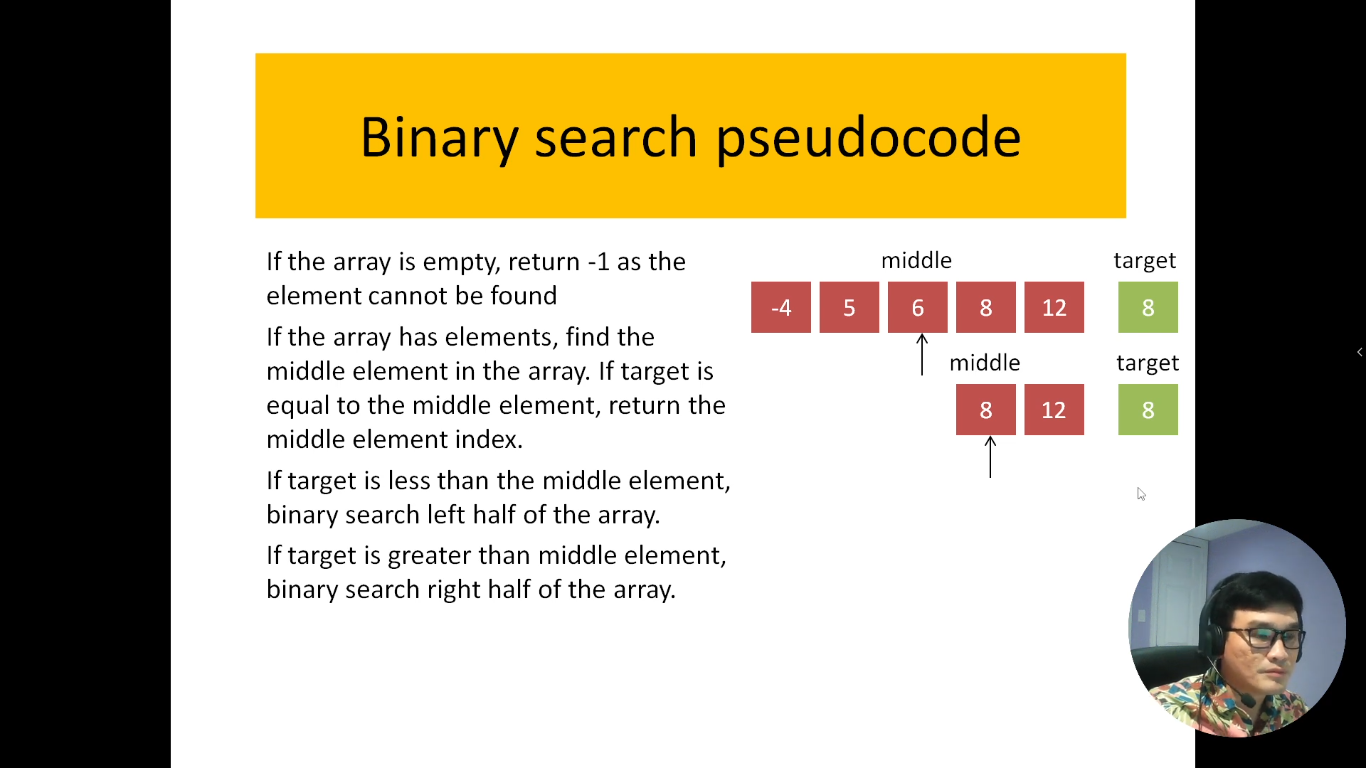 Binary search pseudocode
If the array is empty, return -1 as the
element cannot be found
If the array has elements, find the
middle element in the array. If target is
equal to the middle element, return the
middle element index.
If target is less than the middle element,
binary search left half of the array.
If target is greater than middle element,
binary search right half of the array.
middle target
-4 5 6 8 12 8
middle target
8 12 8